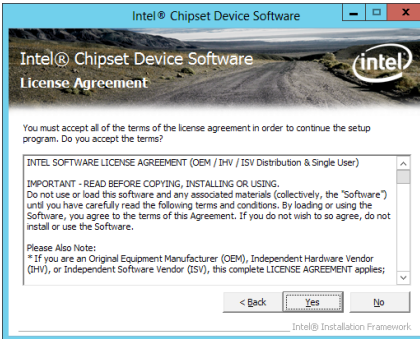 Intel® Chipset Device Software
Intel® Chipset Device Software
License Agreement
intel
You must accept all of the terms of the license agreement in order to continue the setup
program. Do you accept the terms?
INTEL SOFTWARE LICENSE AGREEMENT (OEM / IHV / ISV Distribution & Single User)
IMPORTANT - READ BEFORE COPYING, INSTALLING OR USING.
Do not use or load this software and any associated materials (collectively, the "Software")
until you have carefully read the following terms and conditions. By loading or using the
Software, you agree to the terms of this Agreement. If you do not wish to so agree, do not
install or use the Software.
Please Also Note:
* If you are an Original Equipment Manufacturer (OEM), Independent Hardware Vendor
(IHV), or Independent Software Vendor (ISV), this complete LICENSE AGREEMENT applies;
< Back Yes No
Intel® Installation Framework